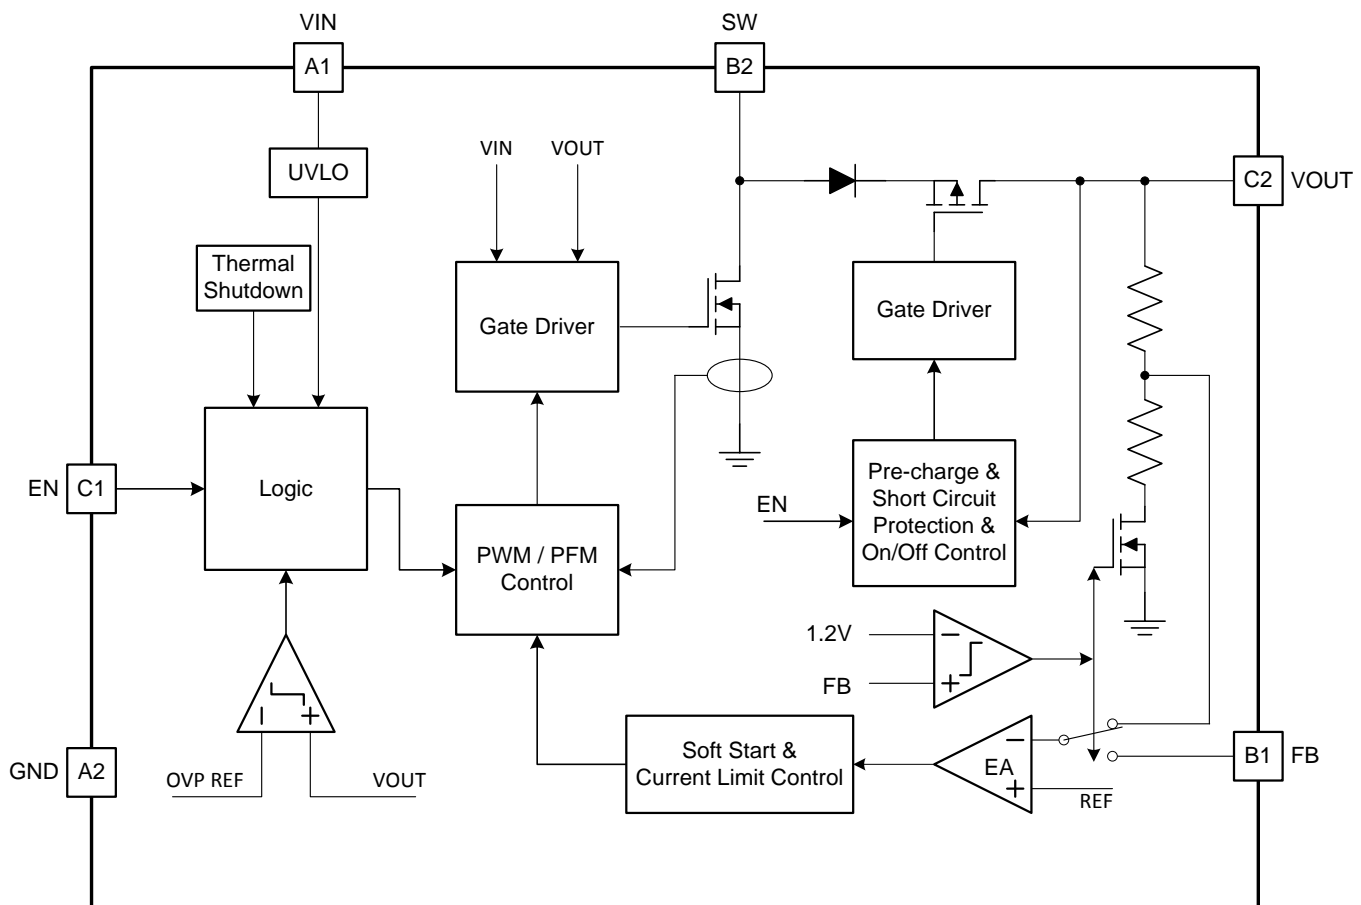 VIN
SW
A1
B2
UVLO
VIN
VOUT
C2
VOUT
Thermal
Shutdown
Gate Driver
Gate Driver
EN
C1
Logic
Pre-charge &
Short Circuit
Protection &
On/Off Control
EN
PWM / PFM
Control
1.2V
FB
GND
A2
OVP REF
VOUT
Soft Start &
Current Limit Control
EA
REF
B1
FB